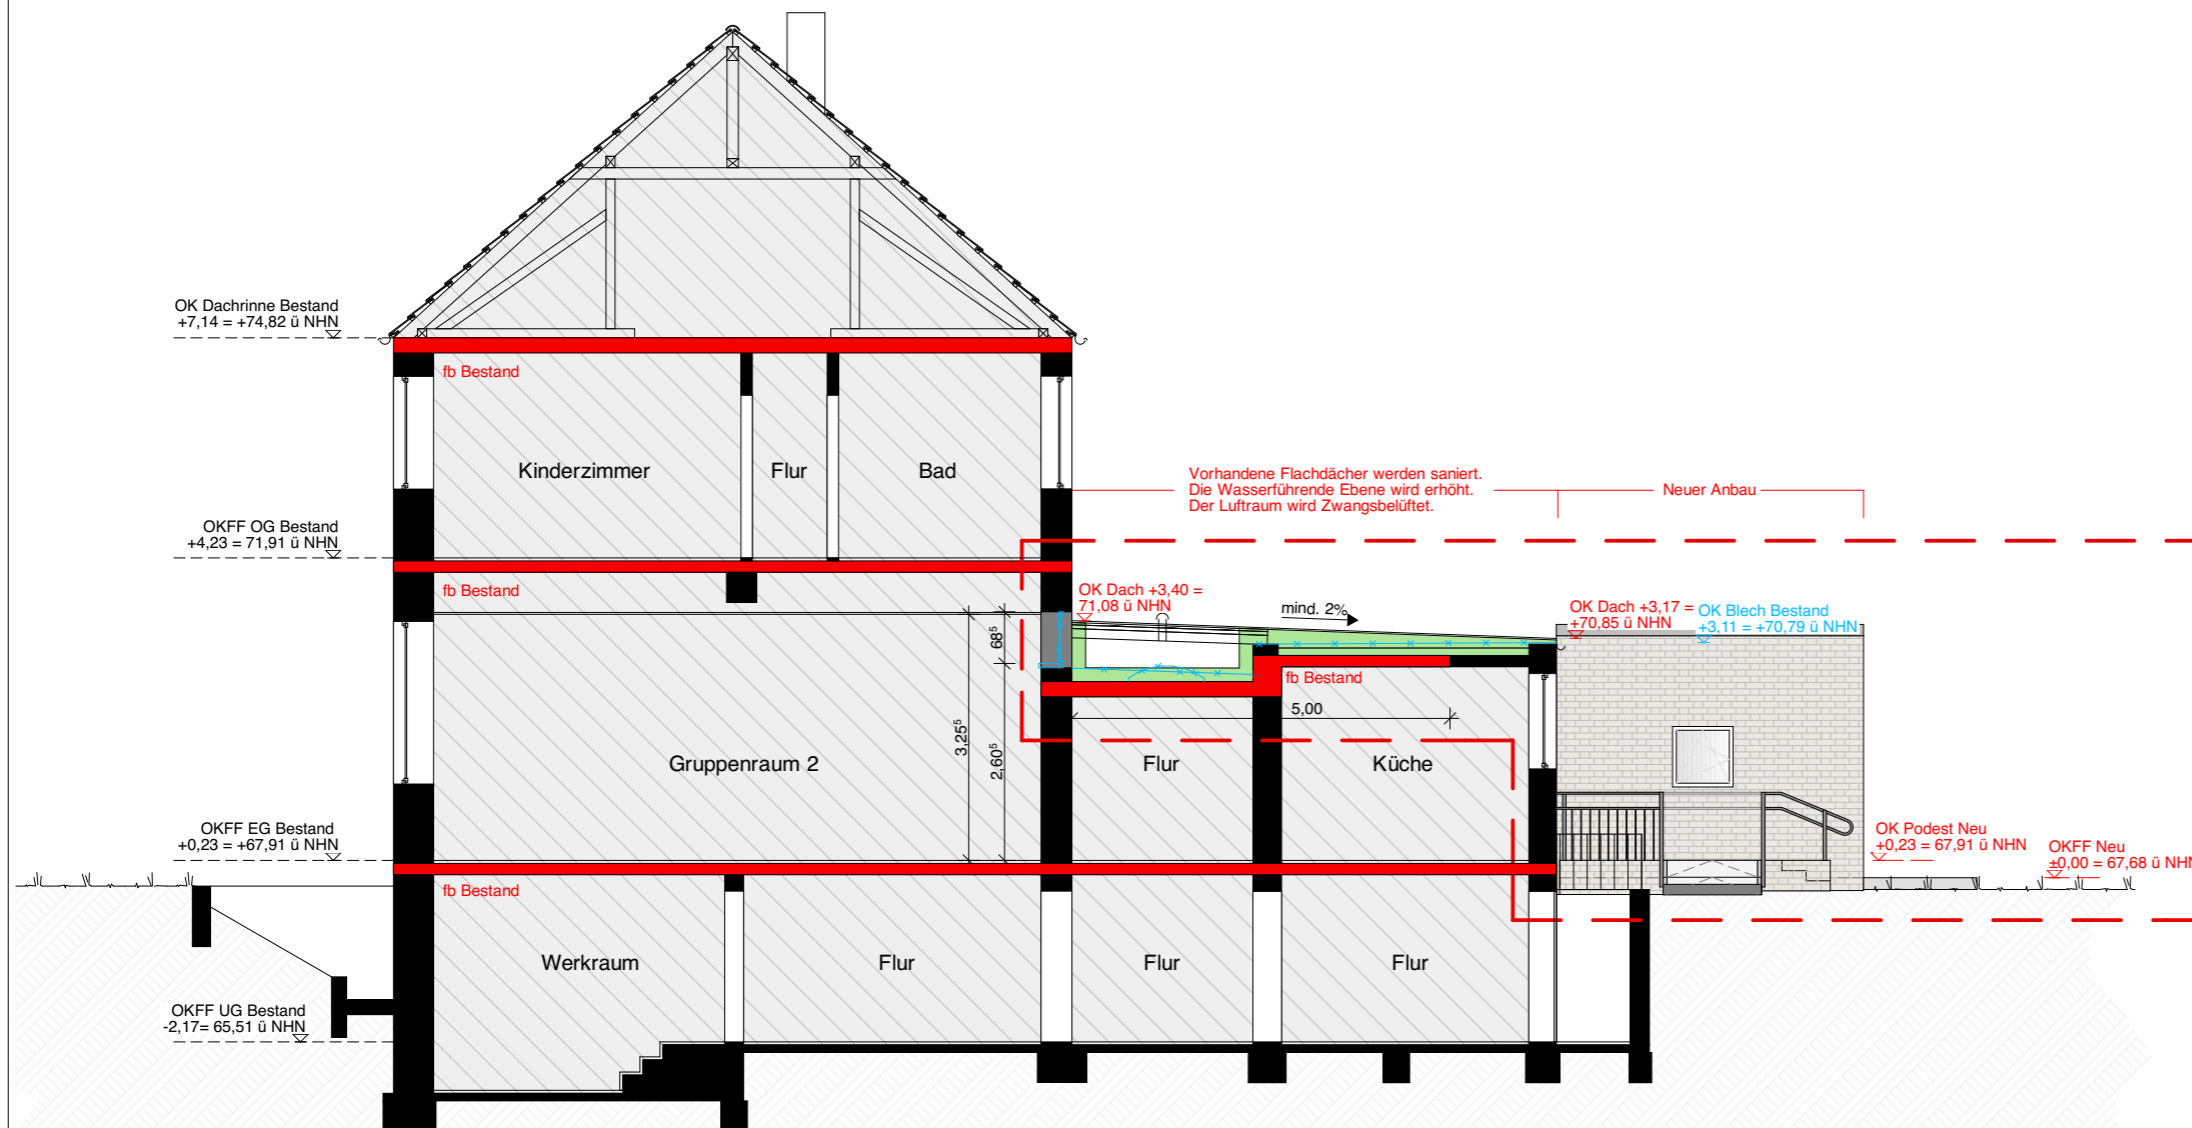 OK Dachrinne Bestand
+7,14 = +74,82 ü NHN
fb Bestand
Kinderzimmer
Flur
Bad
Vorhandene Flachdächer werden saniert.
Die Wasserführende Ebene wird erhöht.
Der Luftraum wird Zwangsbelüftet.
Neuer Anbau
OKFF OG Bestand
+4,23 = 71,91 ü NHN
fb Bestand
OK Dach +3,40 =
71,08 ü NHN
mind. 2%
OK Dach +3,17 =
+70,85 ü NHN
OK Blech Bestand
+3,11 = +70,79 ü NHN
68⁵
fb Bestand
5,00
3,25⁵
2,60⁵
Gruppenraum 2
Flur
Küche
OKFF EG Bestand
+0,23 = +67,91 ü NHN
OK Podest Neu
+0,23 = 67,91 ü NHN
OKFF Neu
±0,00 = 67,68 ü NHN
fb Bestand
Werkraum
Flur
Flur
Flur
OKFF UG Bestand
-2,17= 65,51 ü NHN